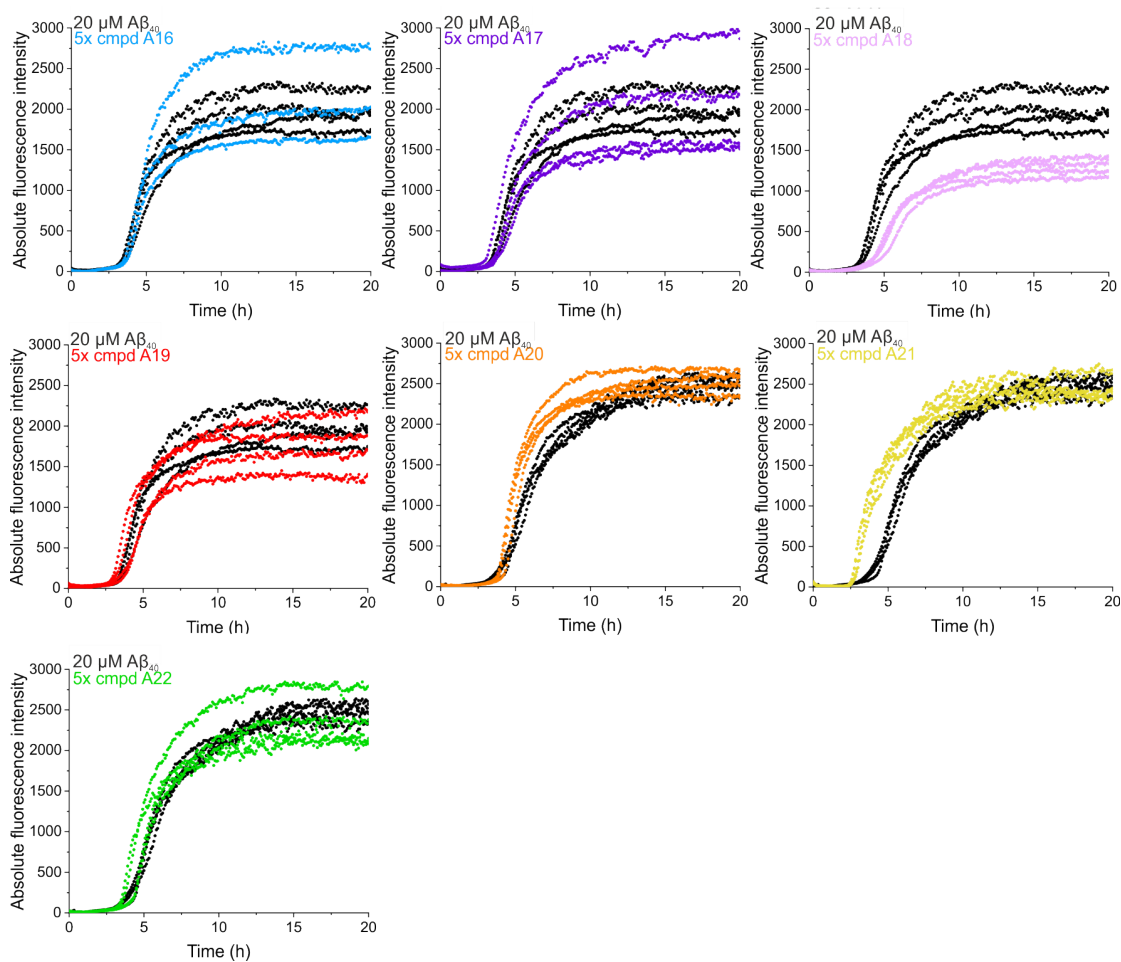 20 µM Aβ₄₀
5x cmpd A16
Absolute fluorescence intensity
3000
2500
2000
1500
1000
500
0
0 5 10 15 20
Time (h)
20 µM Aβ₄₀
5x cmpd A17
Absolute fluorescence intensity
3000
2500
2000
1500
1000
500
0
0 5 10 15 20
Time (h)
20 µM Aβ₄₀
5x cmpd A18
Absolute fluorescence intensity
3000
2500
2000
1500
1000
500
0
0 5 10 15 20
Time (h)
20 µM Aβ₄₀
5x cmpd A19
Absolute fluorescence intensity
3000
2500
2000
1500
1000
500
0
0 5 10 15 20
Time (h)
20 µM Aβ₄₀
5x cmpd A20
Absolute fluorescence intensity
3000
2500
2000
1500
1000
500
0
0 5 10 15 20
Time (h)
20 µM Aβ₄₀
5x cmpd A21
Absolute fluorescence intensity
3000
2500
2000
1500
1000
500
0
0 5 10 15 20
Time (h)
20 µM Aβ₄₀
5x cmpd A22
Absolute fluorescence intensity
3000
2500
2000
1500
1000
500
0
0 5 10 15 20
Time (h)